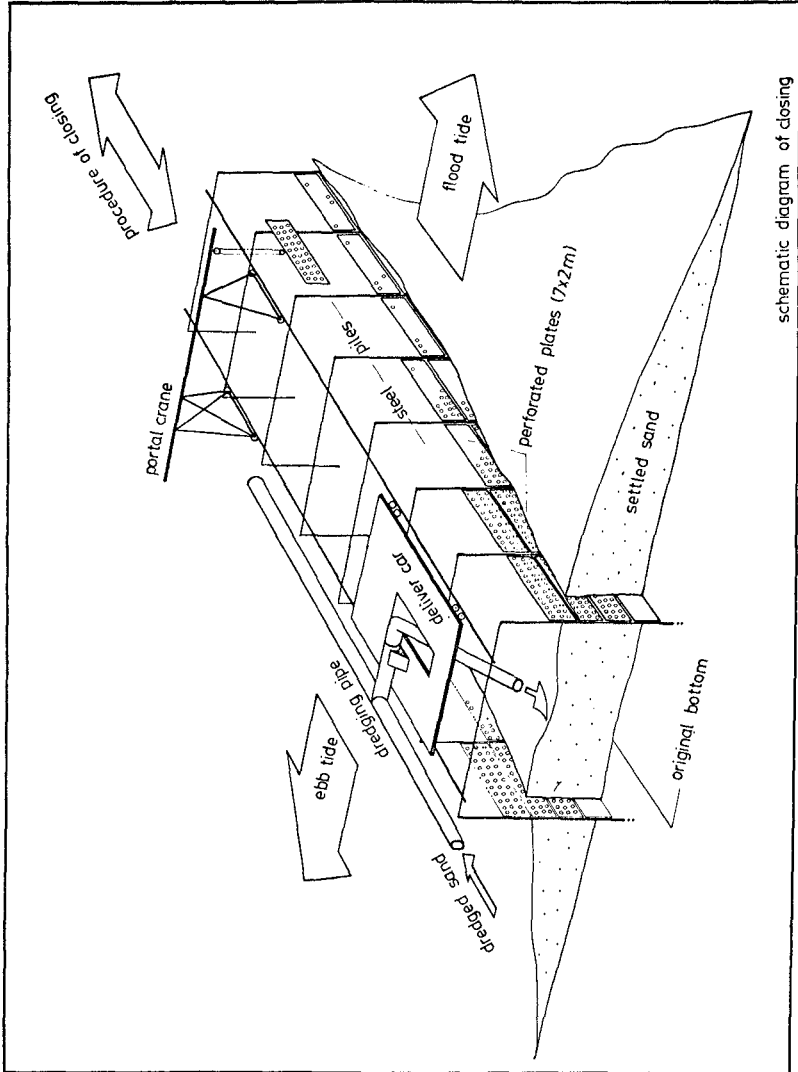 procedure of closing
portal crane
flood tide
steel piles
perforated plates (7x2m)
deliver car
dredging pipe
ebb tide
settled sand
dredged sand
original bottom
schematic diagram of closing